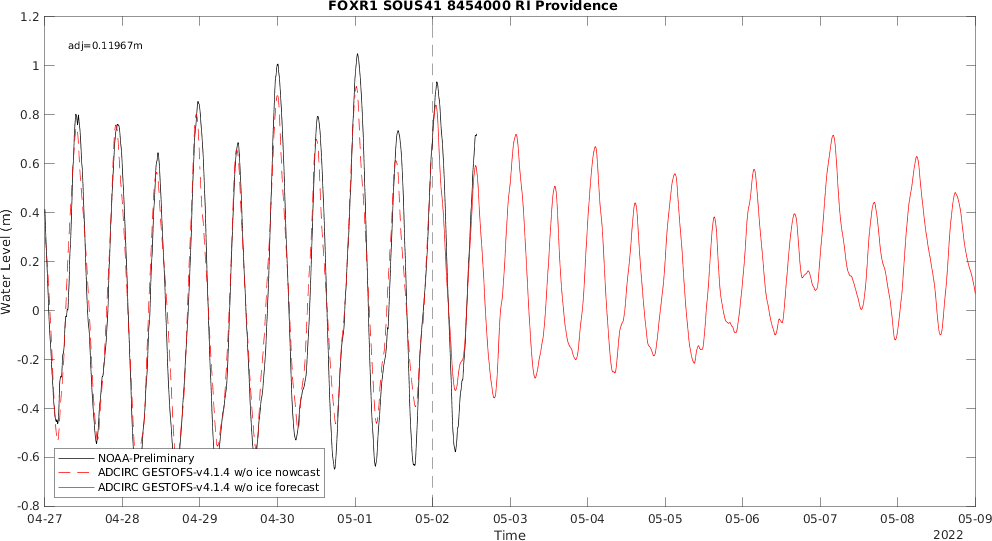 FOXR1 SOUS41 8454000 RI Providence
1.2
adj=0.11967m
1
0.8
0.6
0.4
0.2
0
-0.2
-0.4
-0.6
-0.8
Water Level (m)
NOAA-Preliminary
ADCIRC GESTOFS-v4.1.4 w/o ice nowcast
ADCIRC GESTOFS-v4.1.4 w/o ice forecast
04-27 04-28 04-29 04-30 05-01 05-02 05-03 05-04 05-05 05-06 05-07 05-08 05-09
Time
2022